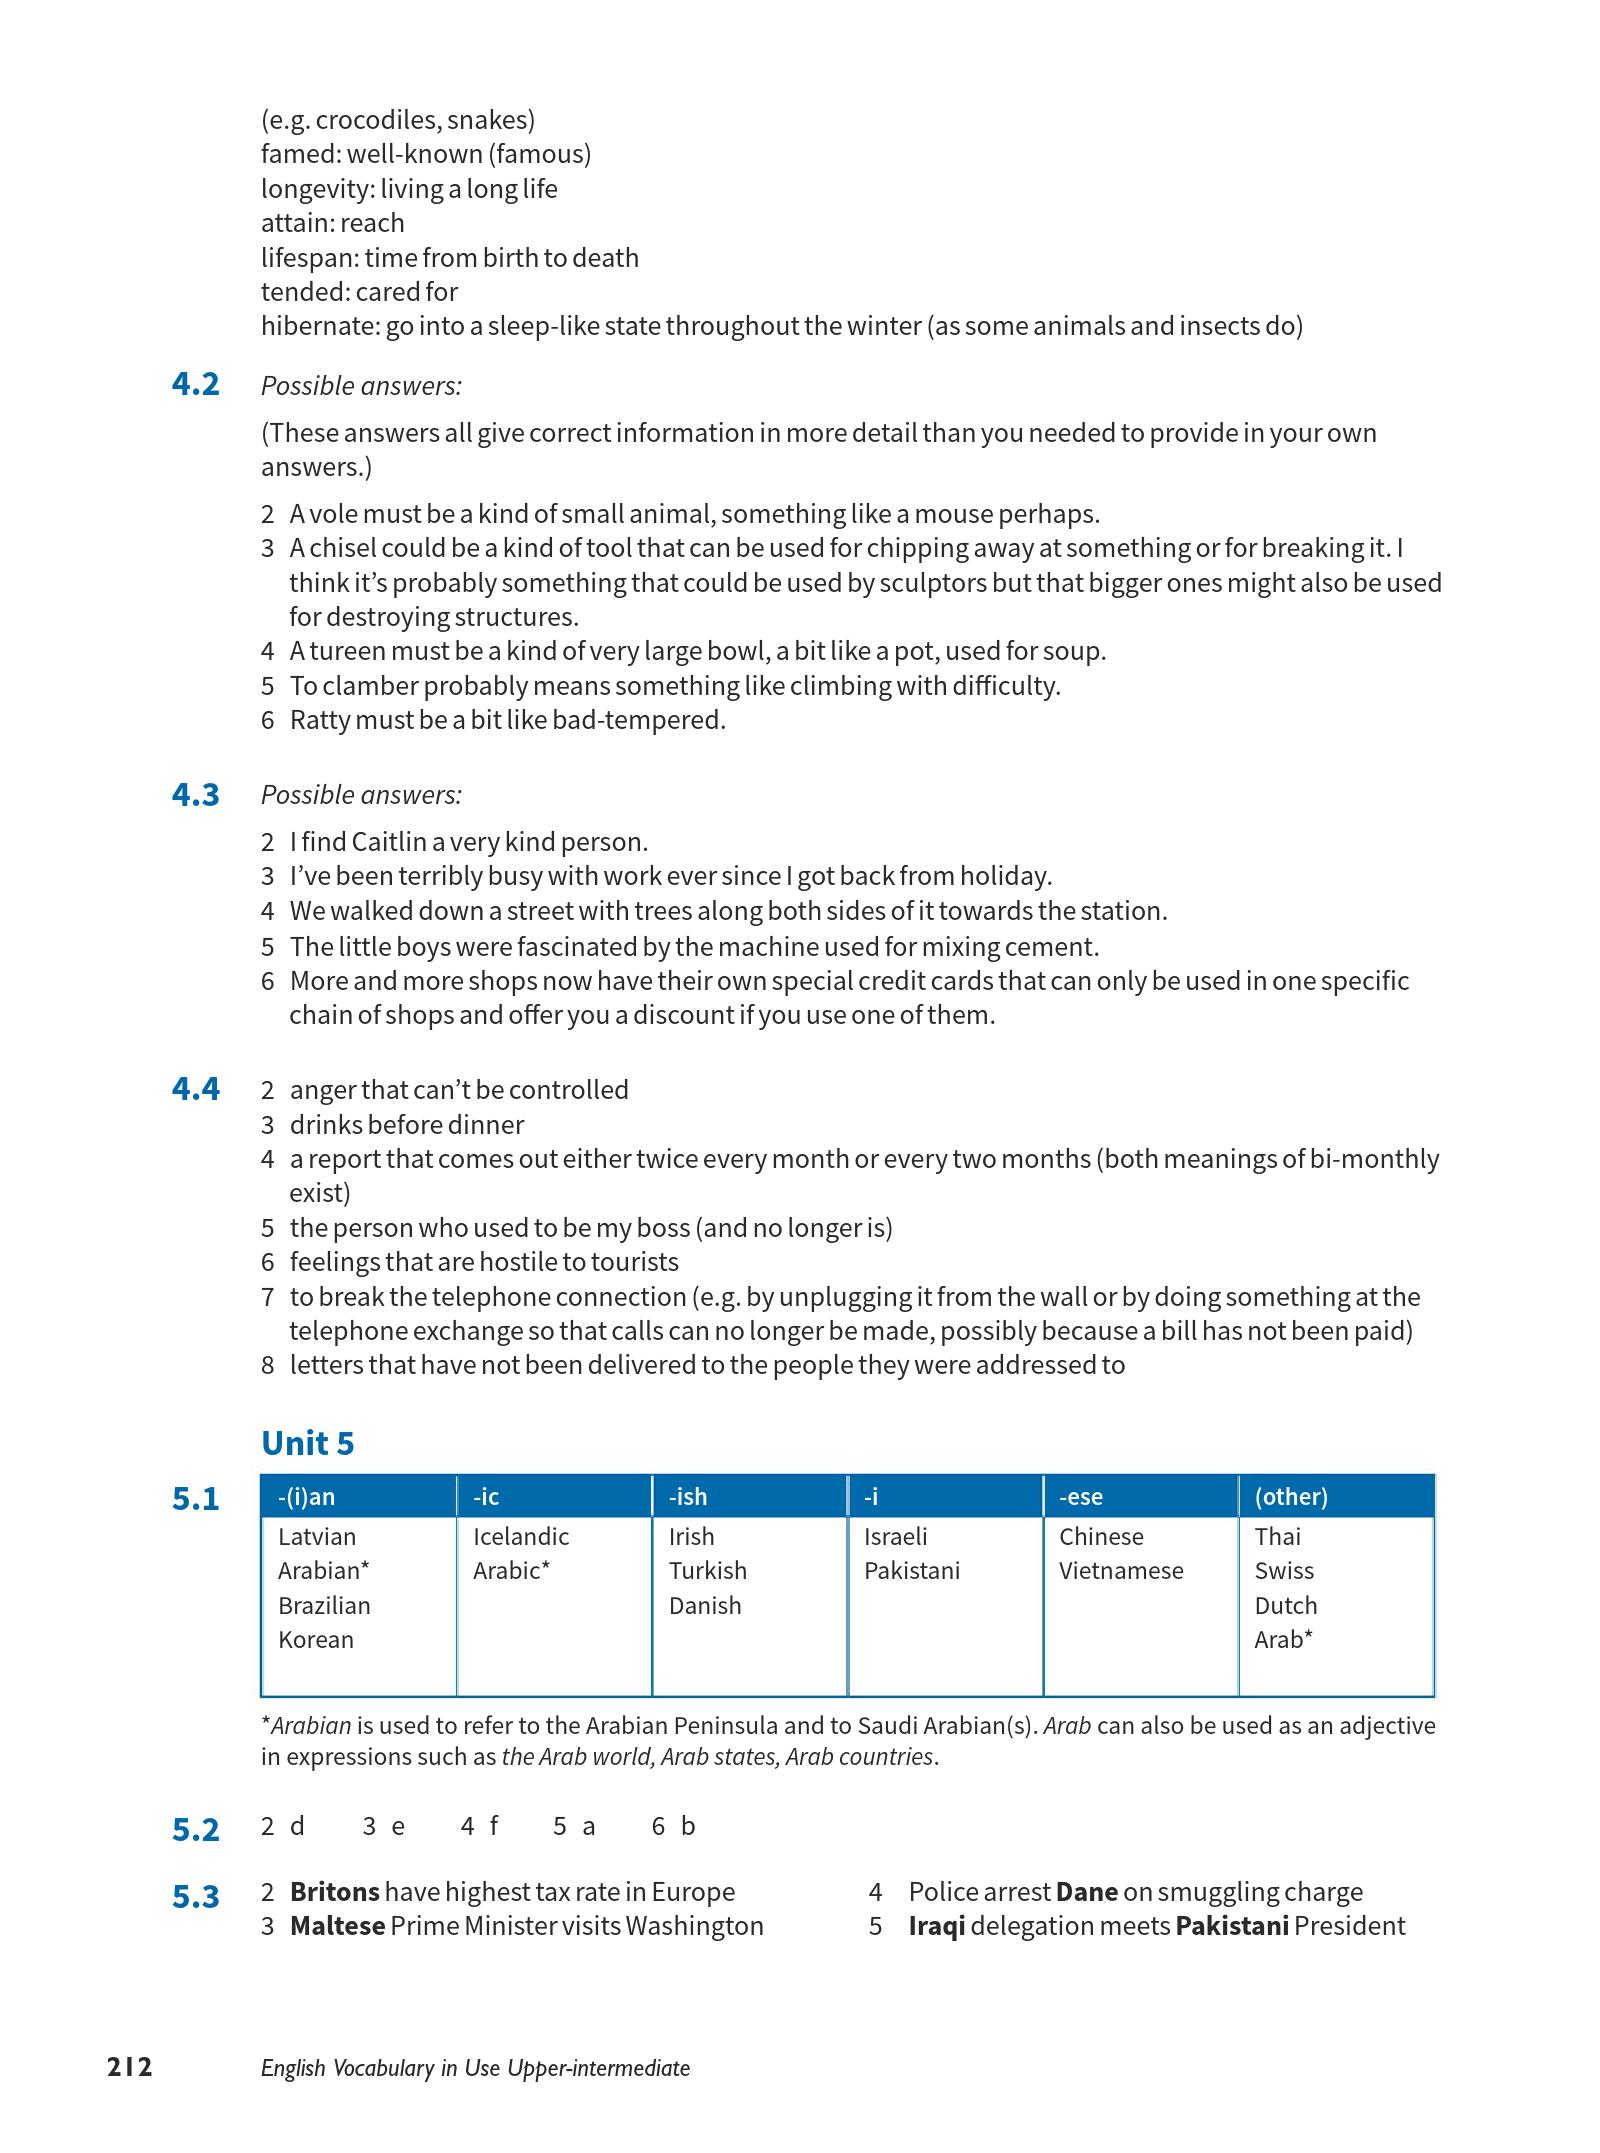 (e.g. crocodiles, snakes)
famed: well-known (famous)
longevity: living a long life
attain: reach
lifespan: time from birth to death
tended: cared for
hibernate: go into a sleep-like state throughout the winter (as some animals and insects do)
4.2 Possible answers:
(These answers all give correct information in more detail than you needed to provide in your own
answers.)
2 A vole must be a kind of small animal, something like a mouse perhaps.
3 A chisel could be a kind of tool that can be used for chipping away at something or for breaking it. I
think it’s probably something that could be used by sculptors but that bigger ones might also be used
for destroying structures.
4 A tureen must be a kind of very large bowl, a bit like a pot, used for soup.
5 To clamber probably means something like climbing with difficulty.
6 Ratty must be a bit like bad-tempered.
4.3 Possible answers:
2 I find Caitlin a very kind person.
3 I’ve been terribly busy with work ever since I got back from holiday.
4 We walked down a street with trees along both sides of it towards the station.
5 The little boys were fascinated by the machine used for mixing cement.
6 More and more shops now have their own special credit cards that can only be used in one specific
chain of shops and offer you a discount if you use one of them.
4.4 2 anger that can’t be controlled
3 drinks before dinner
4 a report that comes out either twice every month or every two months (both meanings of bi-monthly
exist)
5 the person who used to be my boss (and no longer is)
6 feelings that are hostile to tourists
7 to break the telephone connection (e.g. by unplugging it from the wall or by doing something at the
telephone exchange so that calls can no longer be made, possibly because a bill has not been paid)
8 letters that have not been delivered to the people they were addressed to
Unit 5
5.1 -(i)an -ic -ish -i -ese (other)
Latvian Icelandic Irish Israeli Chinese Thai
Arabian* Arabic* Turkish Pakistani Vietnamese Swiss
Brazilian Danish Dutch
Korean Arab*
*Arabian is used to refer to the Arabian Peninsula and to Saudi Arabian(s). Arab can also be used as an adjective
in expressions such as the Arab world, Arab states, Arab countries.
5.2 2 d 3 e 4 f 5 a 6 b
5.3 2 Britons have highest tax rate in Europe 4 Police arrest Dane on smuggling charge
3 Maltese Prime Minister visits Washington 5 Iraqi delegation meets Pakistani President
212 English Vocabulary in Use Upper-intermediate